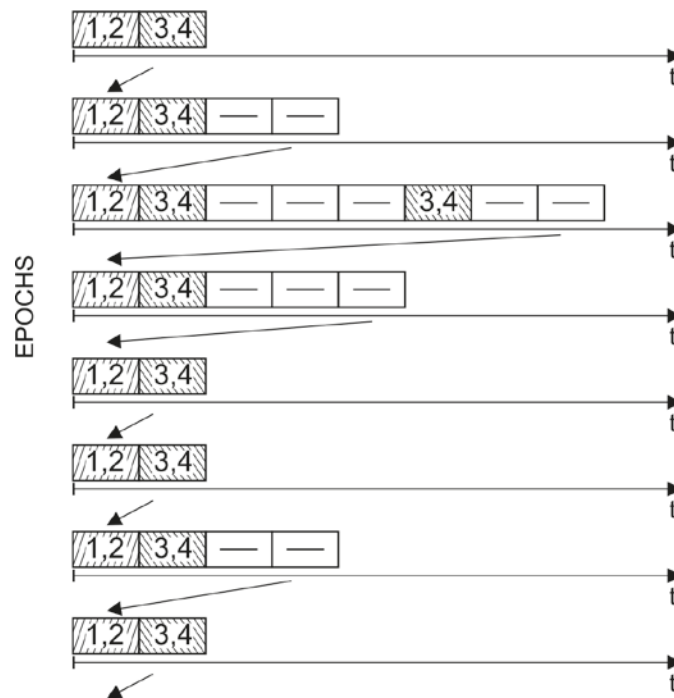 1,2 3,4
t
1,2 3,4 — —
t
1,2 3,4 — — — 3,4 — —
t
EPOCHS
1,2 3,4 — — —
t
1,2 3,4
t
1,2 3,4
t
1,2 3,4 — —
t
1,2 3,4
t